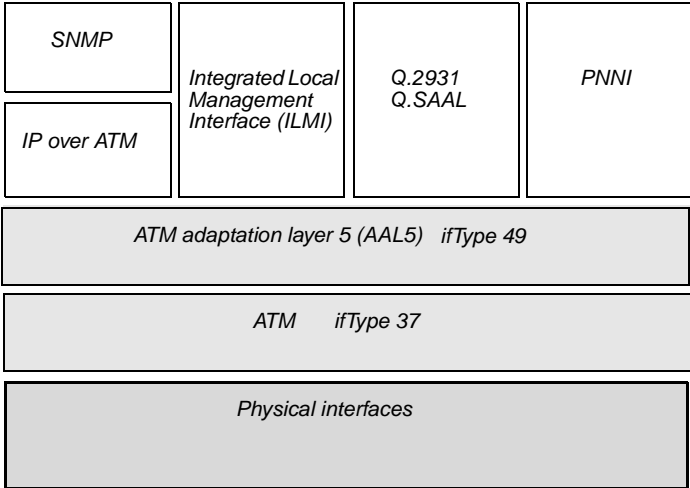 SNMP
IP over ATM
Integrated Local
Management
Interface (ILMI)
Q.2931
Q.SAAL
PNNI
ATM adaptation layer 5 (AAL5) ifType 49
ATM ifType 37
Physical interfaces